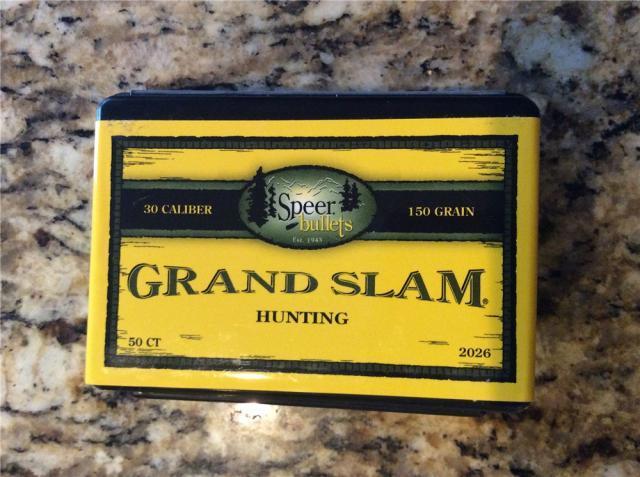 30 CALIBER
Speer
bullets
Est. 1943
150 GRAIN
GRAND SLAM®
HUNTING
50 CT
2026